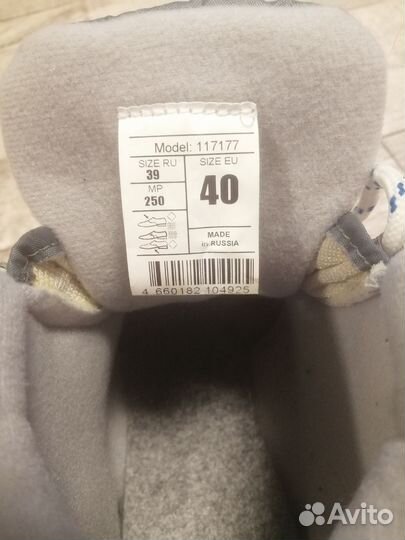 Model: 117177
SIZE RU
39
MP
250
SIZE EU
40
MADE
in RUSSIA
4 660182 104925
Avito